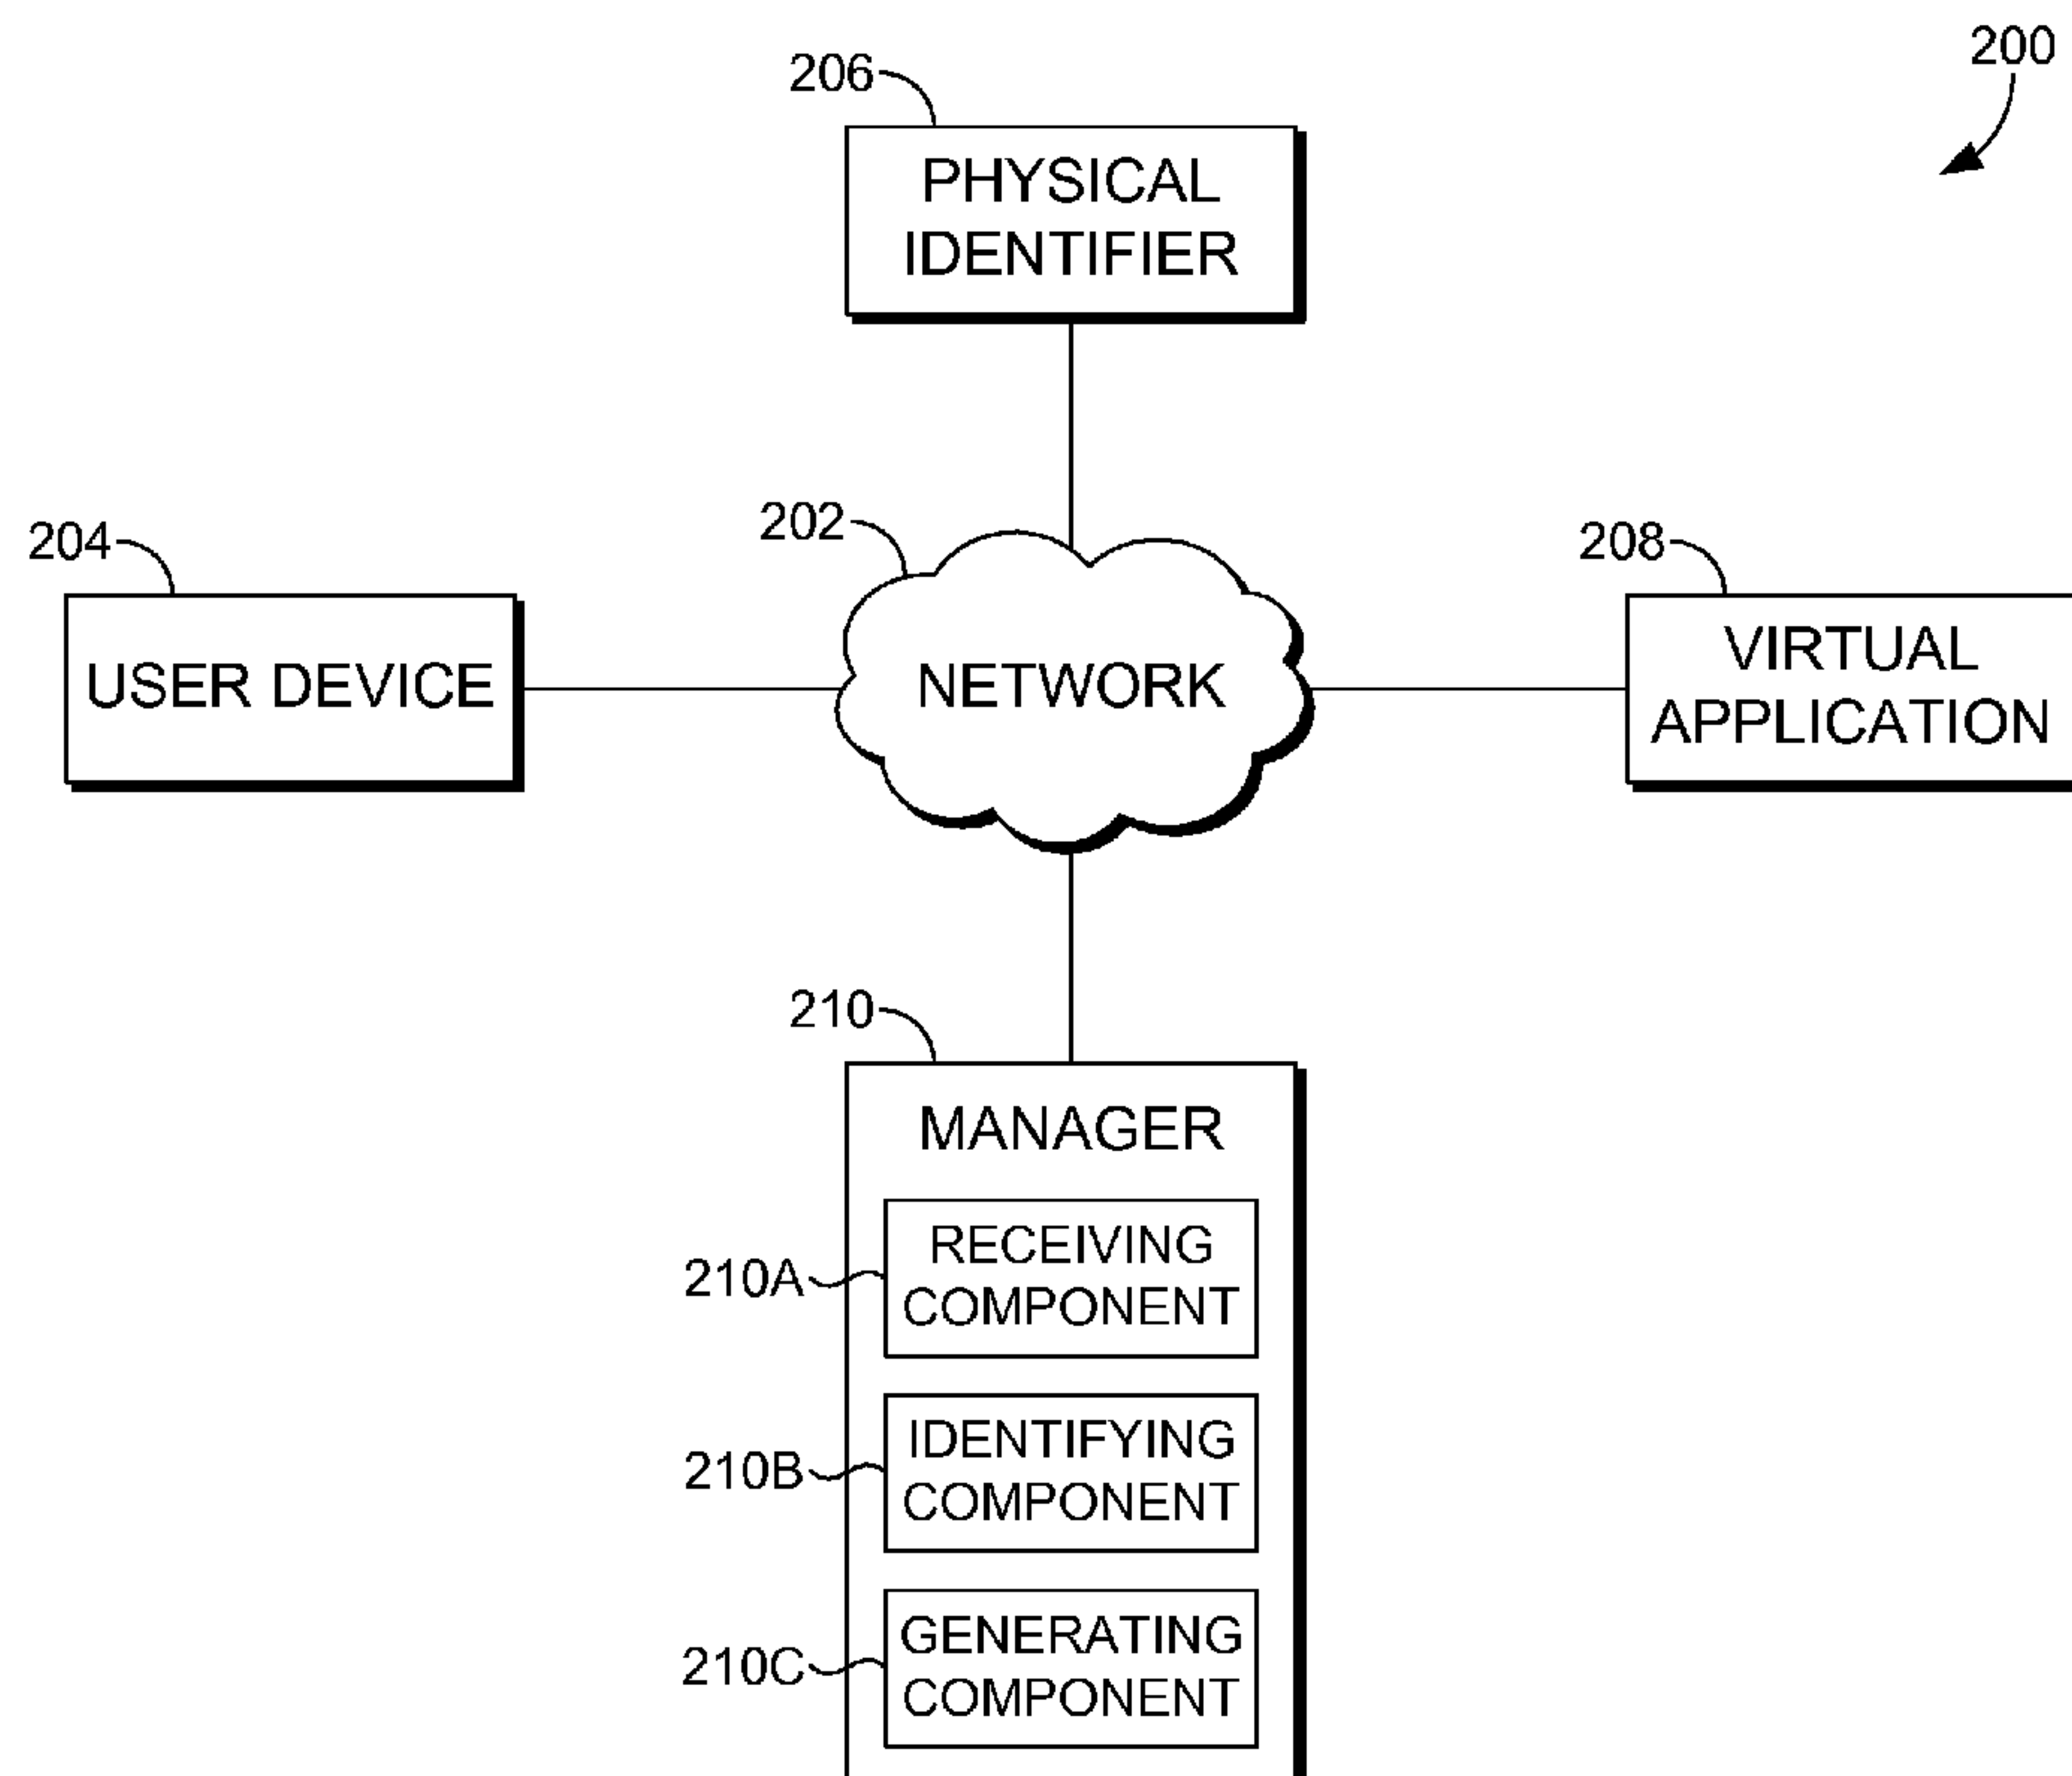 200
206
PHYSICAL
IDENTIFIER
202
204
208
USER DEVICE
NETWORK
VIRTUAL
APPLICATION
210
MANAGER
210A
RECEIVING
COMPONENT
210B
IDENTIFYING
COMPONENT
210C
GENERATING
COMPONENT